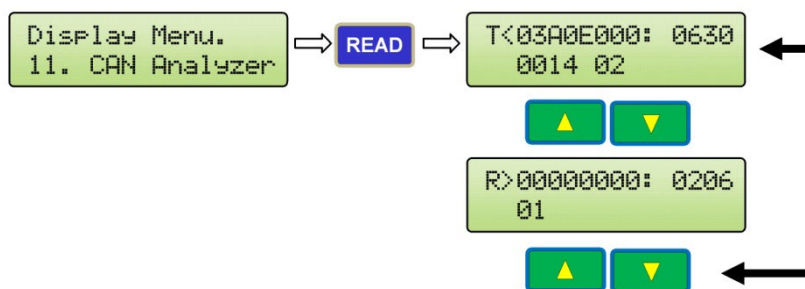 Display Menu.
11. CAN Analyzer
READ
T<03A0E000: 0630
0014 02
R>00000000: 0206
01